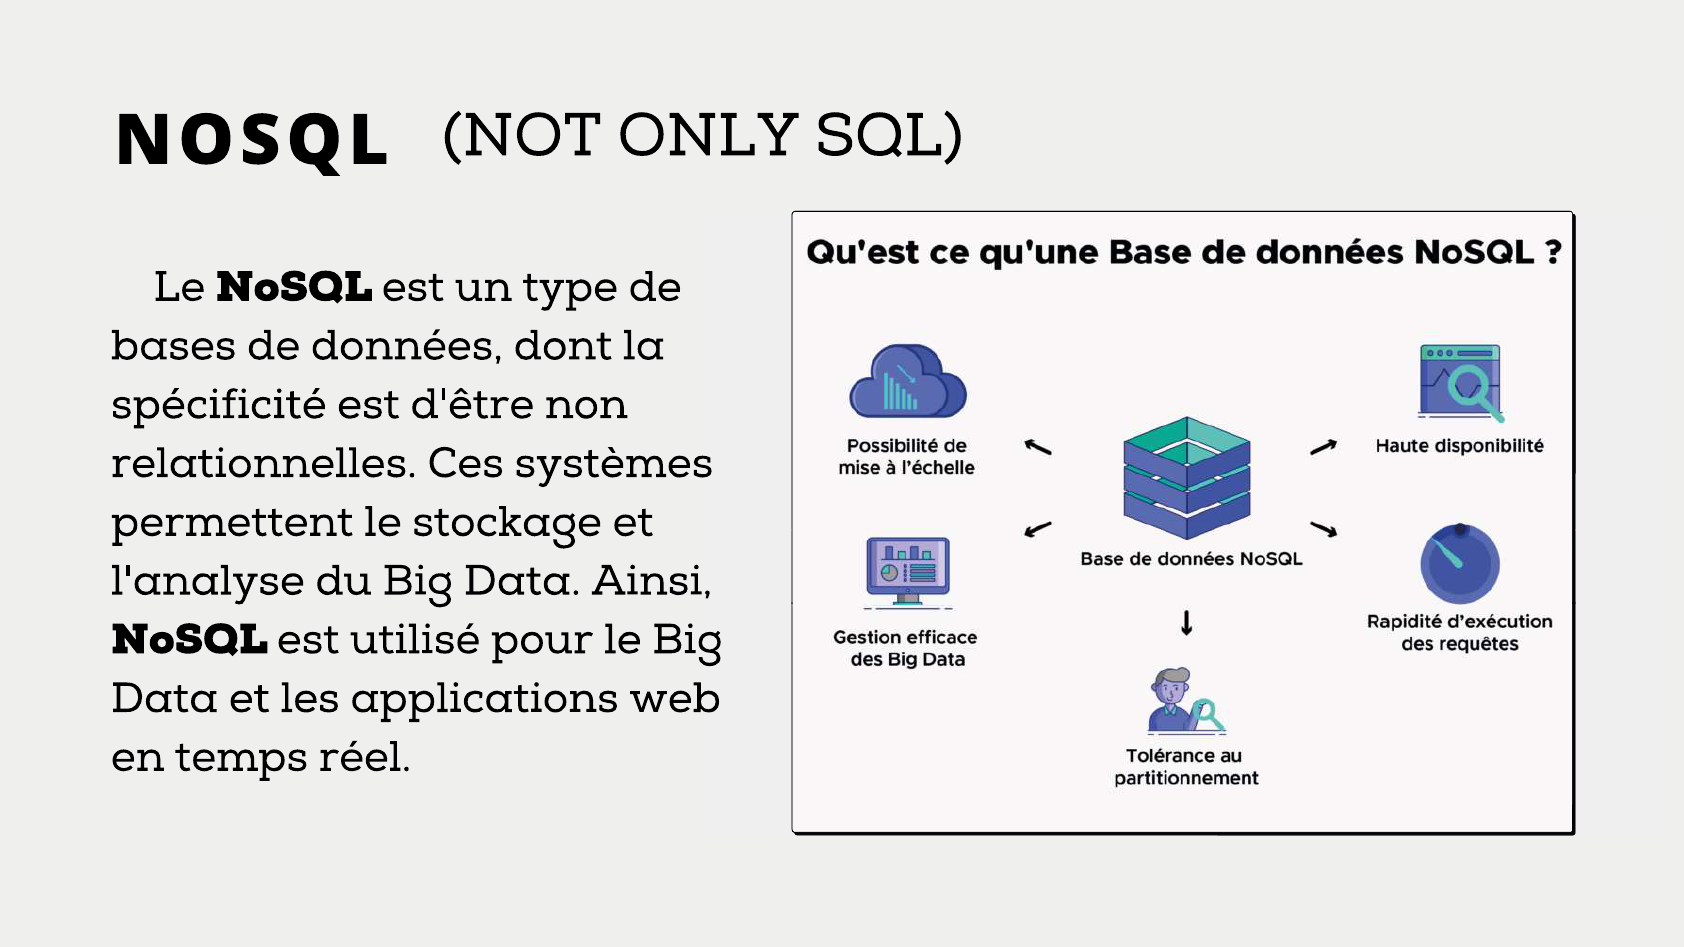 NOSQL (NOT ONLY SQL)
Le NoSQL est un type de
bases de données, dont la
spécificité est d'être non
relationnelles. Ces systèmes
permettent le stockage et
l'analyse du Big Data. Ainsi,
NoSQL est utilisé pour le Big
Data et les applications web
en temps réel.
Qu'est ce qu'une Base de données NoSQL ?
Possibilité de
mise à l'échelle
Haute disponibilité
Base de données NoSQL
Gestion efficace
des Big Data
Rapidité d'exécution
des requêtes
Tolérance au
partitionnement